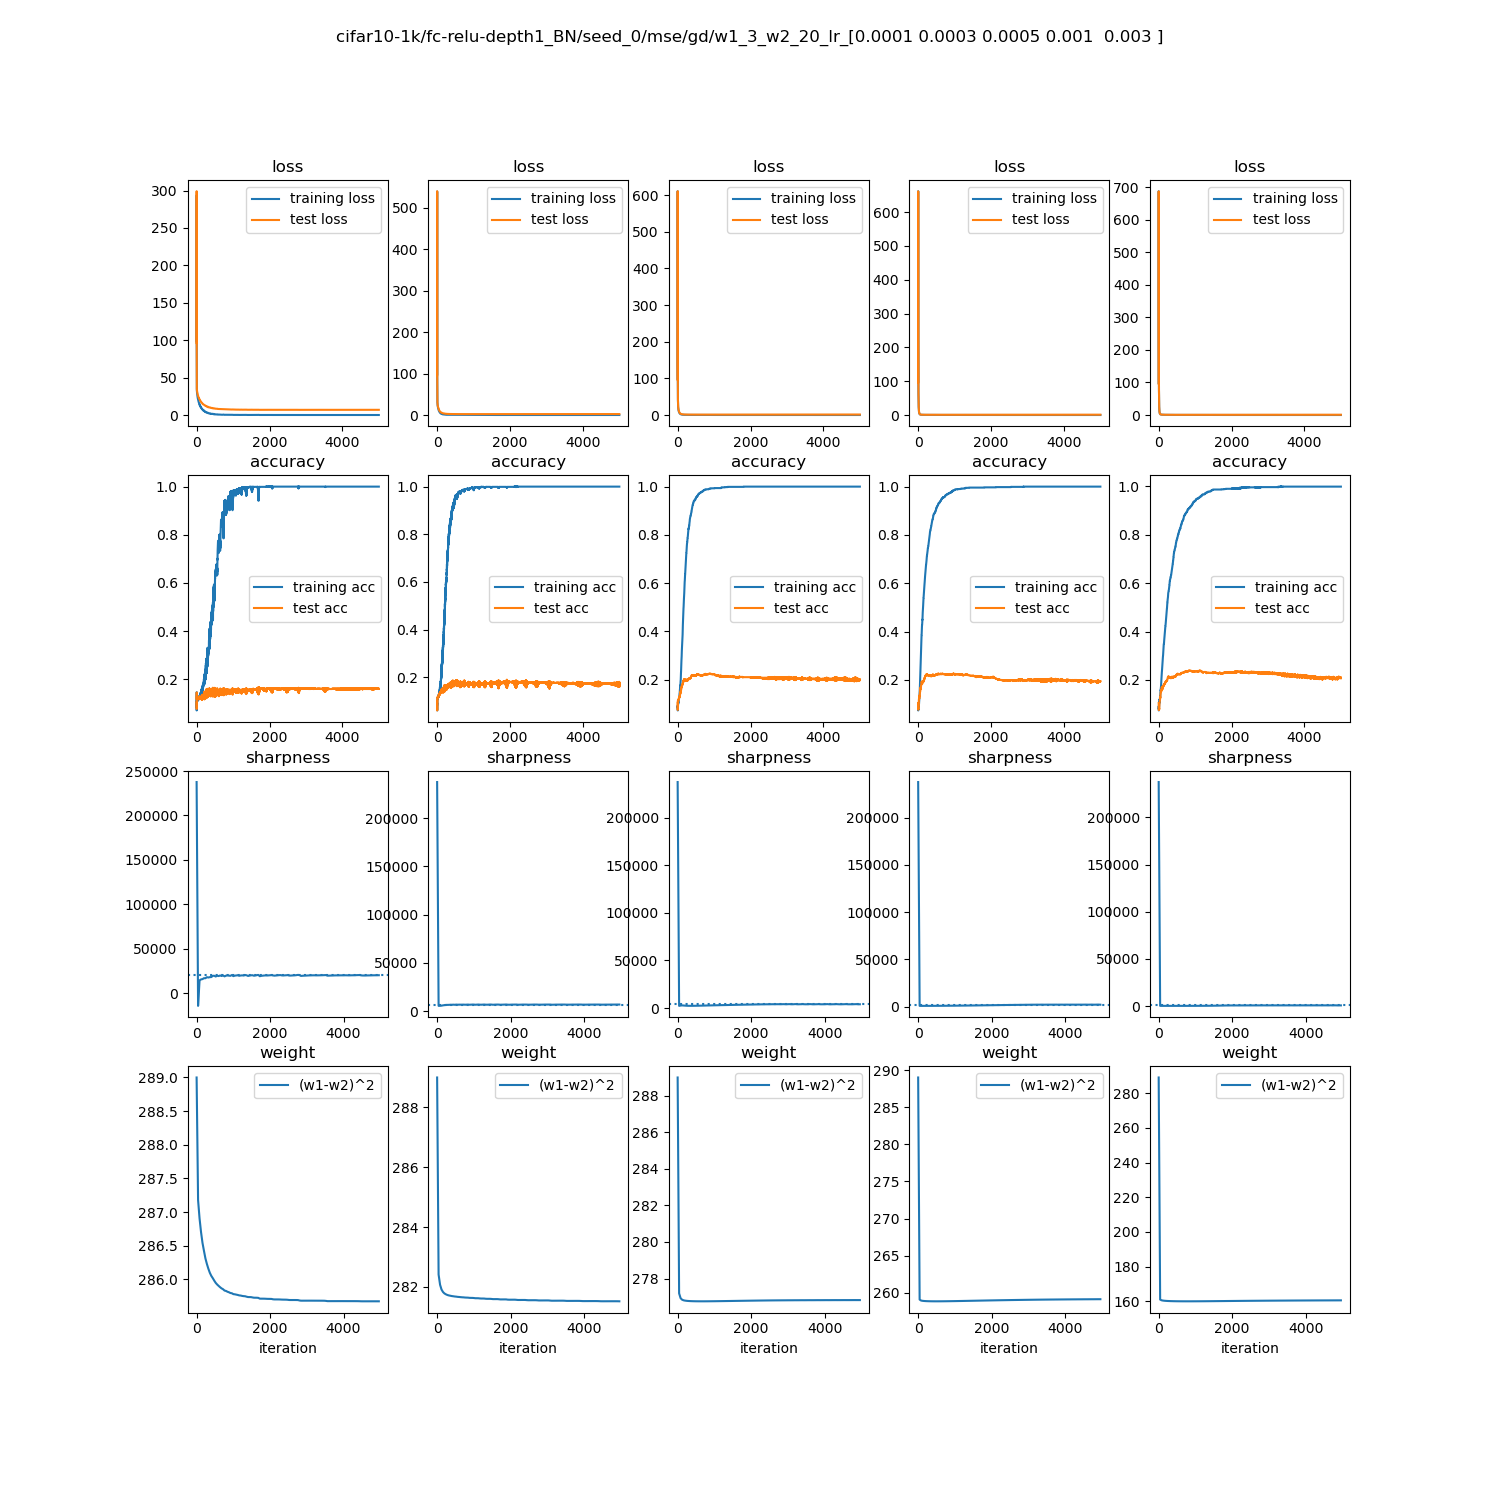 cifar10-1k/fc-relu-depth1_BN/seed_0/mse/gd/w1_3_w2_20_lr_[0.0001 0.0003 0.0005 0.001  0.003 ]
loss loss loss loss loss
300
250
200
150
100
50
0
training loss
test loss
0 2000 4000
500
400
300
200
100
0
training loss
test loss
0 2000 4000
600
500
400
300
200
100
0
training loss
test loss
0 2000 4000
600
500
400
300
200
100
0
training loss
test loss
0 2000 4000
700
600
500
400
300
200
100
0
training loss
test loss
0 2000 4000
accuracy accuracy accuracy accuracy accuracy
1.0
0.8
0.6
0.4
0.2
training acc
test acc
0 2000 4000
1.0
0.8
0.6
0.4
0.2
training acc
test acc
0 2000 4000
1.0
0.8
0.6
0.4
0.2
training acc
test acc
0 2000 4000
1.0
0.8
0.6
0.4
0.2
training acc
test acc
0 2000 4000
1.0
0.8
0.6
0.4
0.2
training acc
test acc
0 2000 4000
sharpness sharpness sharpness sharpness sharpness
250000
200000
150000
100000
50000
0
0 2000 4000
200000
150000
100000
50000
0
0 2000 4000
200000
150000
100000
50000
0
0 2000 4000
200000
150000
100000
50000
0
0 2000 4000
200000
150000
100000
50000
0
0 2000 4000
weight weight weight weight weight
289.0
288.5
288.0
287.5
287.0
286.5
286.0
(w1-w2)^2
0 2000 4000
iteration
288
286
284
282
(w1-w2)^2
0 2000 4000
iteration
288
286
284
282
280
278
(w1-w2)^2
0 2000 4000
iteration
290
285
280
275
270
265
260
(w1-w2)^2
0 2000 4000
iteration
280
260
240
220
200
180
160
(w1-w2)^2
0 2000 4000
iteration